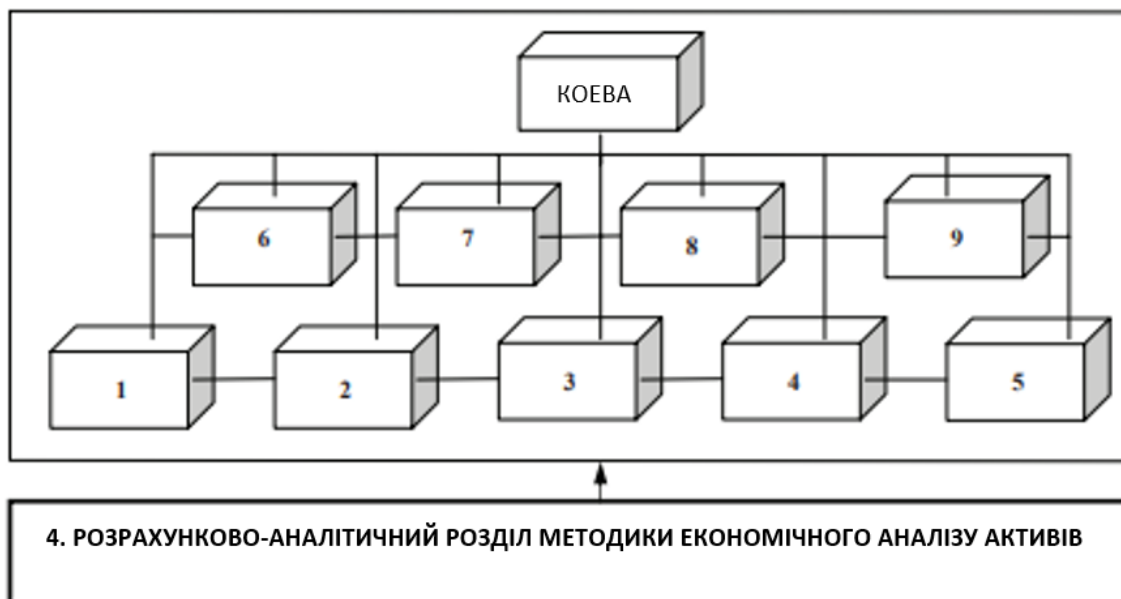 КОЕВА
6 7 8 9
1 2 3 4 5
4. РОЗРАХУНКОВО-АНАЛІТИЧНИЙ РОЗДІЛ МЕТОДИКИ ЕКОНОМІЧНОГО АНАЛІЗУ АКТИВІВ